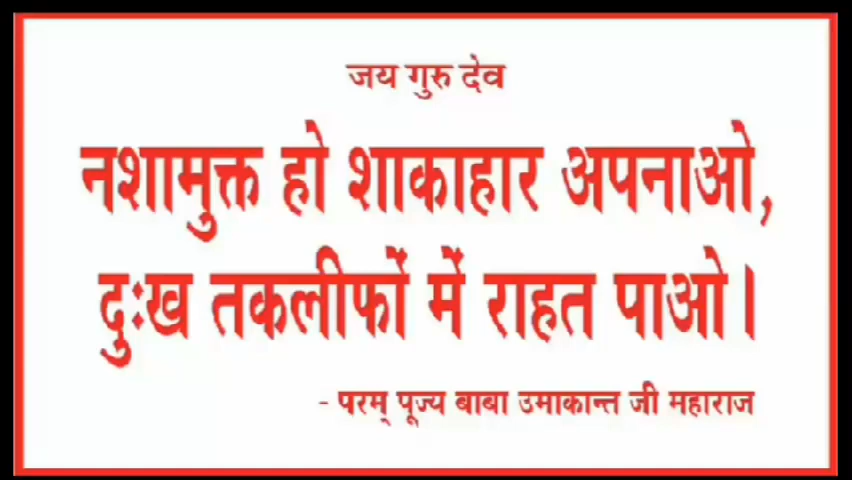 जय गुरु देव
नशामुक्त हो शाकाहार अपनाओ,
दुःख तकलीफों में राहत पाओ।
- परम् पूज्य बाबा उमाकान्त जी महाराज